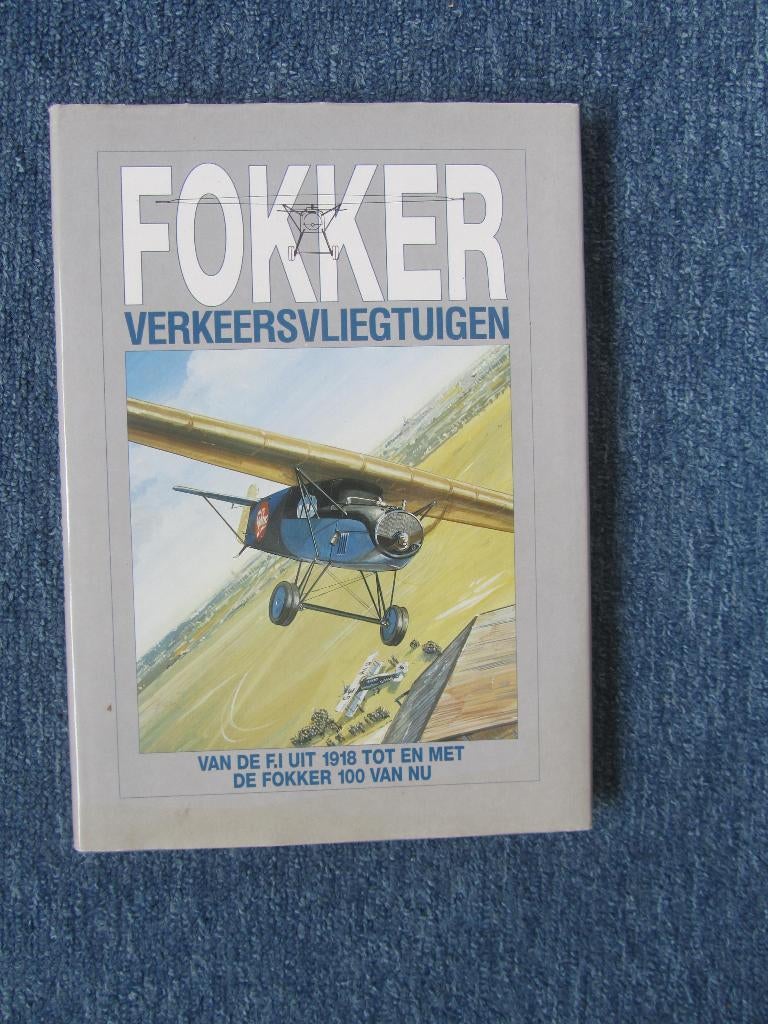 FOKKER
VERKEERSVLIEGTUIGEN
VAN DE F.I UIT 1918 TOT EN MET
DE FOKKER 100 VAN NU